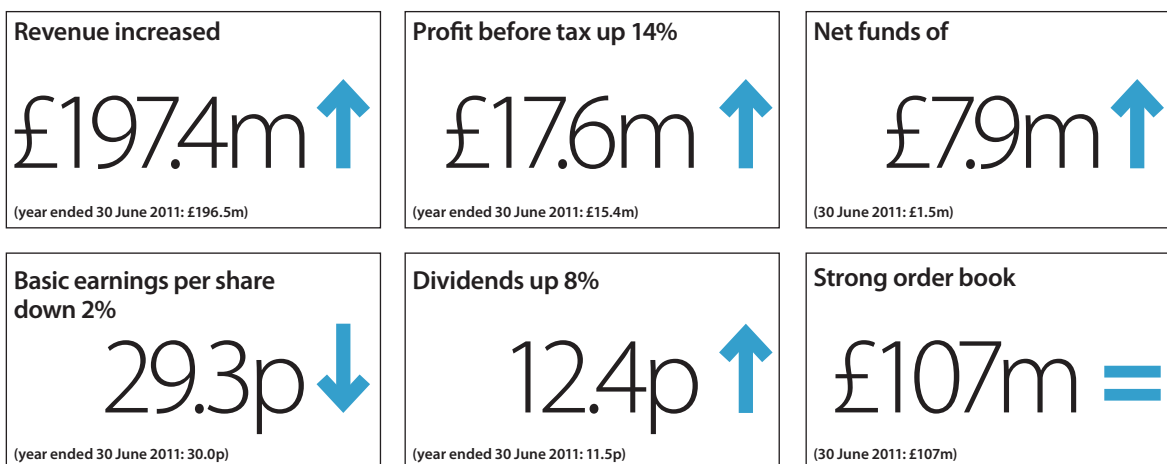 Revenue increased
£197.4m
(year ended 30 June 2011: £196.5m)
Profit before tax up 14%
£17.6m
(year ended 30 June 2011: £15.4m)
Net funds of
£7.9m
(30 June 2011: £1.5m)
Basic earnings per share
down 2%
29.3p
(year ended 30 June 2011: 30.0p)
Dividends up 8%
12.4p
(year ended 30 June 2011: 11.5p)
Strong order book
£107m =
(30 June 2011: £107m)